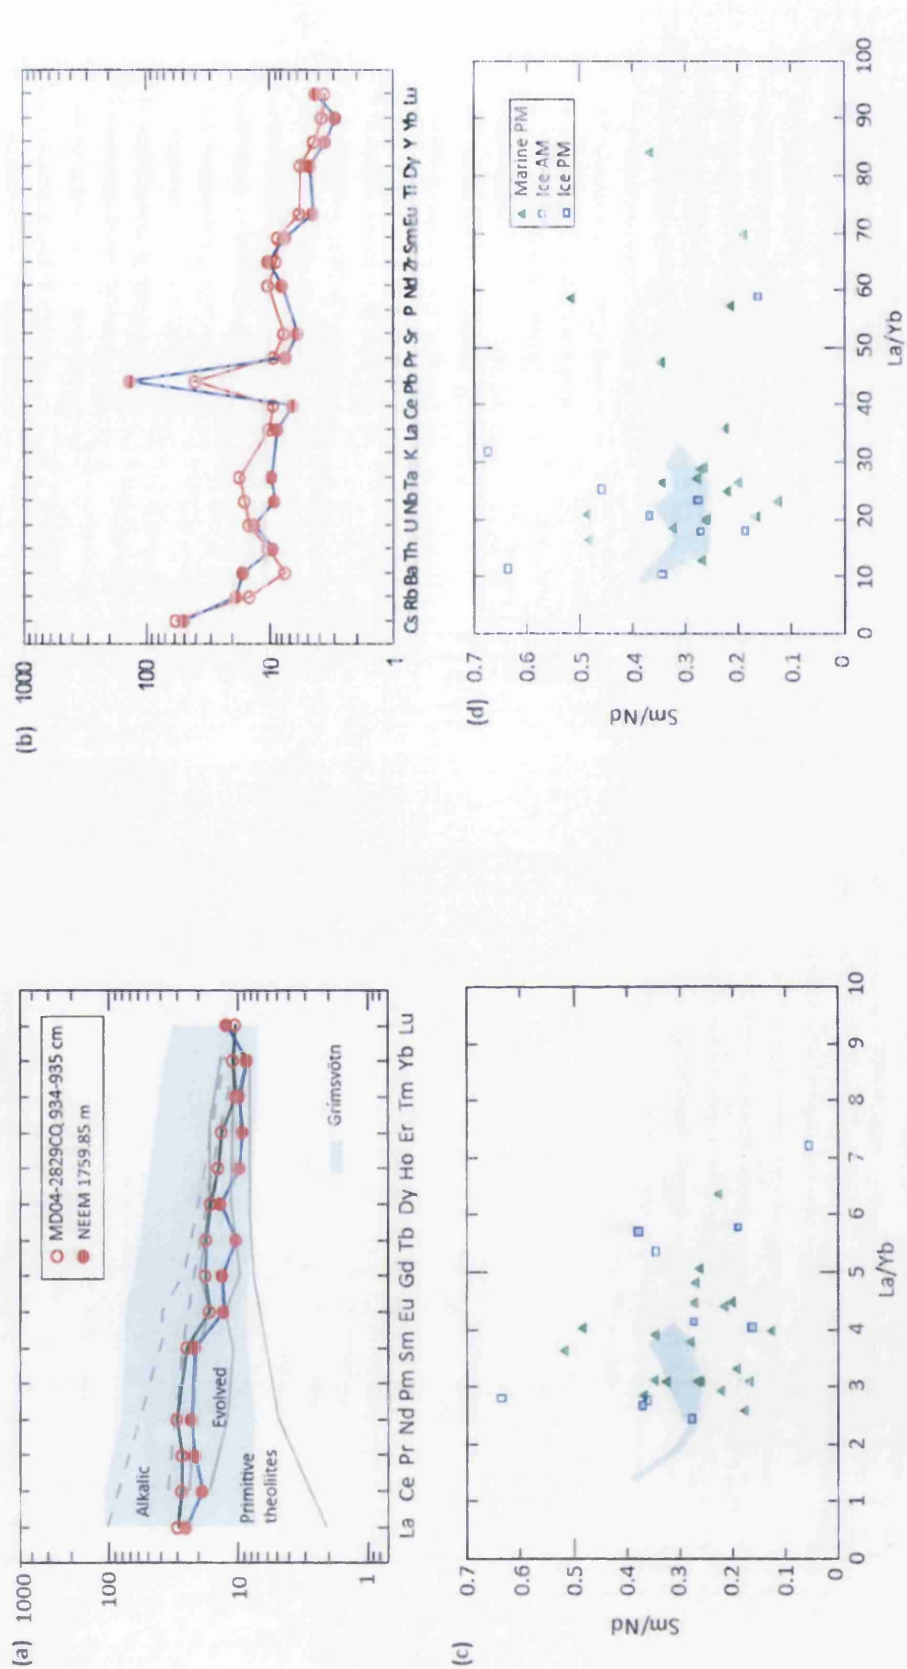 (a)
1000
100
10
1
MD04-2829CQ, 934-935 cm
NEEM 1759.85 m
Alkalic
Evolved
Primitive
theoliites
Grímsvötn
La Ce Pr Nd Pm Sm Eu Gd Tb Dy Ho Er Tm Yb Lu
(b)
1000
100
10
1
Cs Rb Ba Th U Nb Ta K La Ce Pb Pr Sr P Nd Zr Sm Eu Ti Dy Y Yb Lu
(c)
Sm/Nd
0.7
0.6
0.5
0.4
0.3
0.2
0.1
0
0 1 2 3 4 5 6 7 8 9 10
La/Yb
(d)
Sm/Nd
0.7
0.6
0.5
0.4
0.3
0.2
0.1
0
Marine PM
Ice AM
Ice PM
0 10 20 30 40 50 60 70 80 90 100
La/Yb